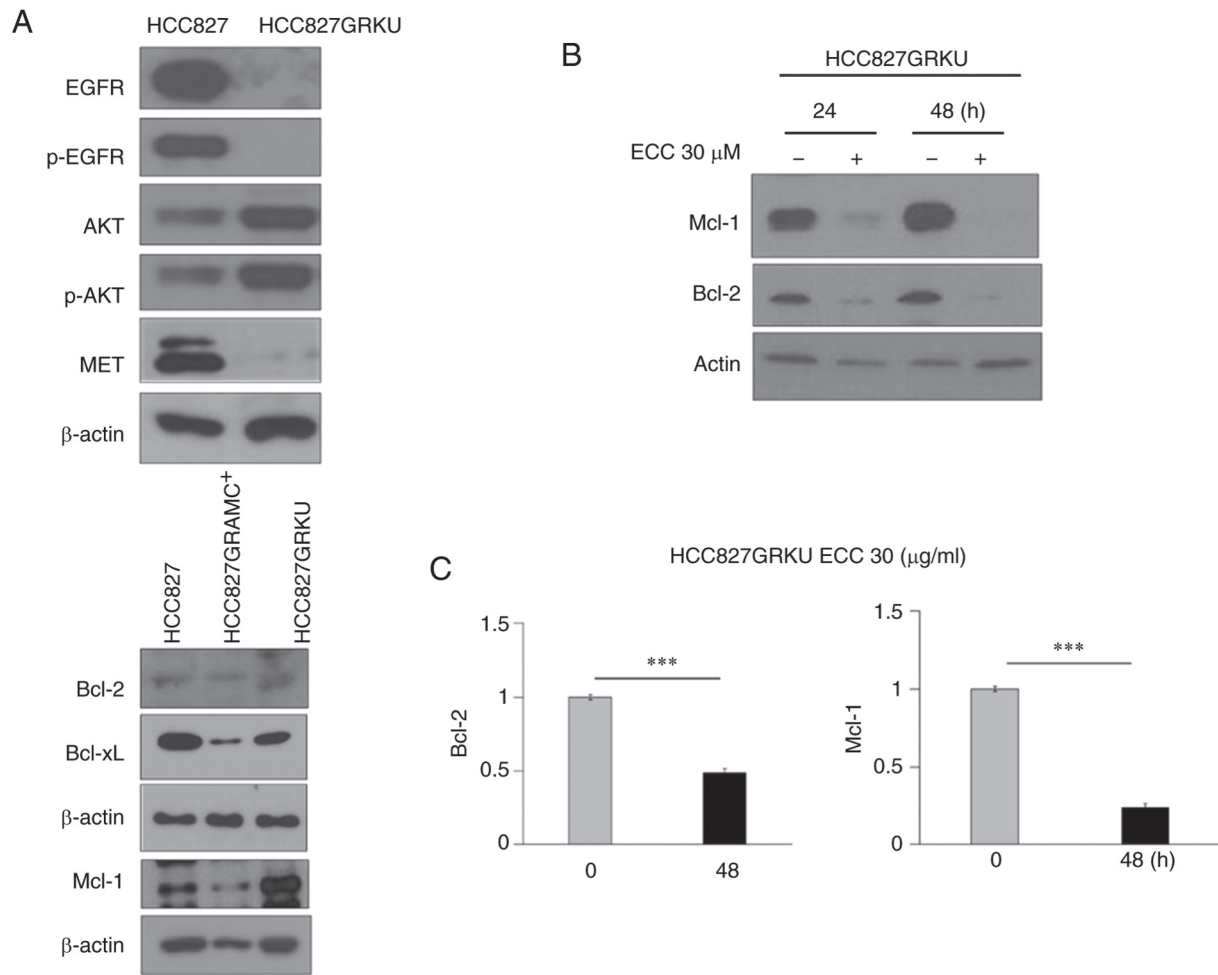 A
HCC827 HCC827GRKU
EGFR
p-EGFR
AKT
p-AKT
MET
β-actin
HCC827
HCC827GRAMC+
HCC827GRKU
Bcl-2
Bcl-xL
β-actin
Mcl-1
β-actin
B
HCC827GRKU
24 48 (h)
ECC 30 μM – + – +
Mcl-1
Bcl-2
Actin
C
HCC827GRKU ECC 30 (μg/ml)
Bcl-2
1.5
1
0.5
0
***
0 48
Mcl-1
1.5
1
0.5
0
***
0 48 (h)